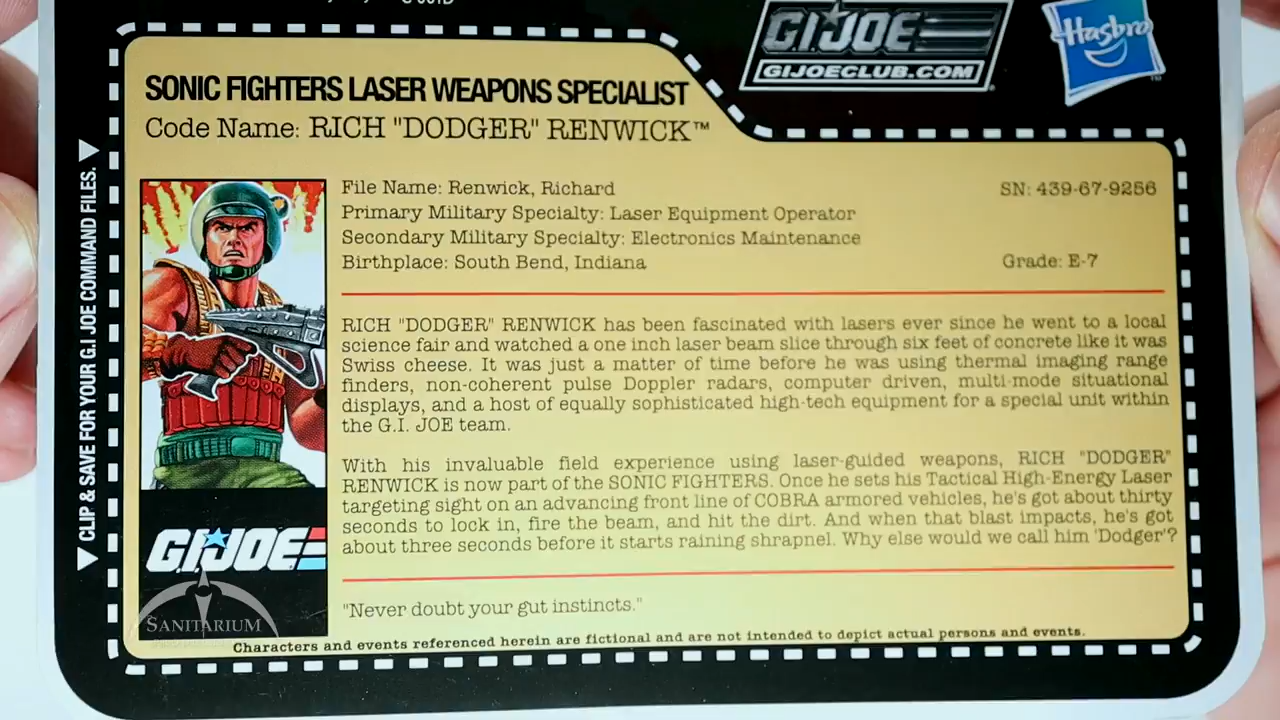 G.I. JOE
GIJOECLUB.COM
Hasbro
SONIC FIGHTERS LASER WEAPONS SPECIALIST
Code Name: RICH "DODGER" RENWICK™
File Name: Renwick, Richard
SN: 439-67-9256
Primary Military Specialty: Laser Equipment Operator
Secondary Military Specialty: Electronics Maintenance
Birthplace: South Bend, Indiana
Grade: E-7
RICH "DODGER" RENWICK has been fascinated with lasers ever since he went to a local
science fair and watched a one inch laser beam slice through six feet of concrete like it was
Swiss cheese. It was just a matter of time before he was using thermal imaging range
finders, non-coherent pulse Doppler radars, computer driven, multi-mode situational
displays, and a host of equally sophisticated high-tech equipment for a special unit within
the G.I. JOE team.
With his invaluable field experience using laser-guided weapons, RICH "DODGER"
RENWICK is now part of the SONIC FIGHTERS. Once he sets his Tactical High-Energy Laser
targeting sight on an advancing front line of COBRA armored vehicles, he's got about thirty
seconds to lock in, fire the beam, and hit the dirt. And when that blast impacts, he's got
about three seconds before it starts raining shrapnel. Why else would we call him 'Dodger'?
"Never doubt your gut instincts."
Characters and events referenced herein are fictional and are not intended to depict actual persons and events.
▼ CLIP & SAVE FOR YOUR G.I JOE COMMAND FILES. ▼
G.I. JOE
SANITARIUM